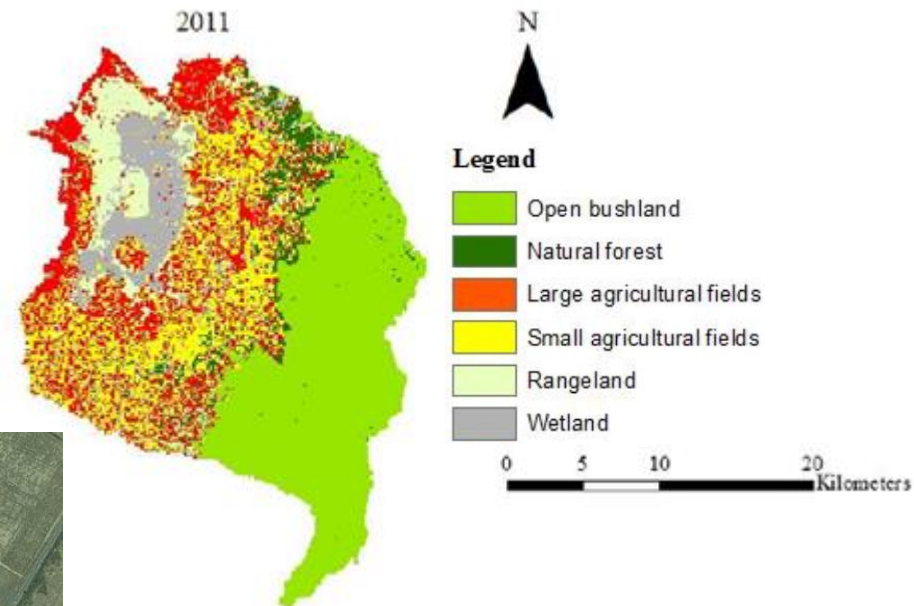 2011
N
Legend
Open bushland
Natural forest
Large agricultural fields
Small agricultural fields
Rangeland
Wetland
0 5 10 20
Kilometers